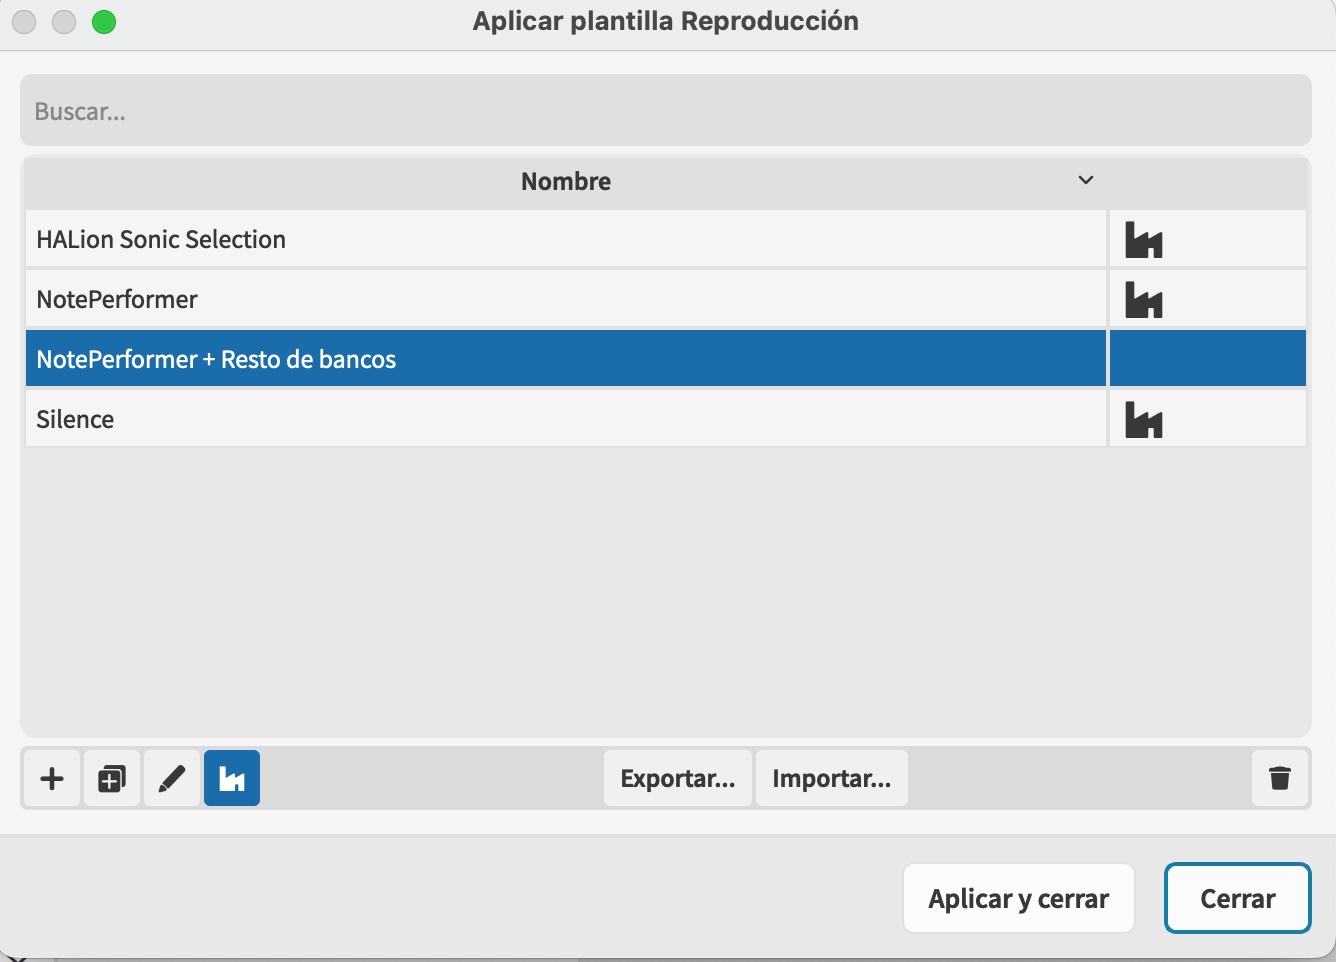 Aplicar plantilla Reproducción
Buscar...
Nombre
HALion Sonic Selection
NotePerformer
NotePerformer + Resto de bancos
Silence
Exportar...
Importar...
Aplicar y cerrar
Cerrar